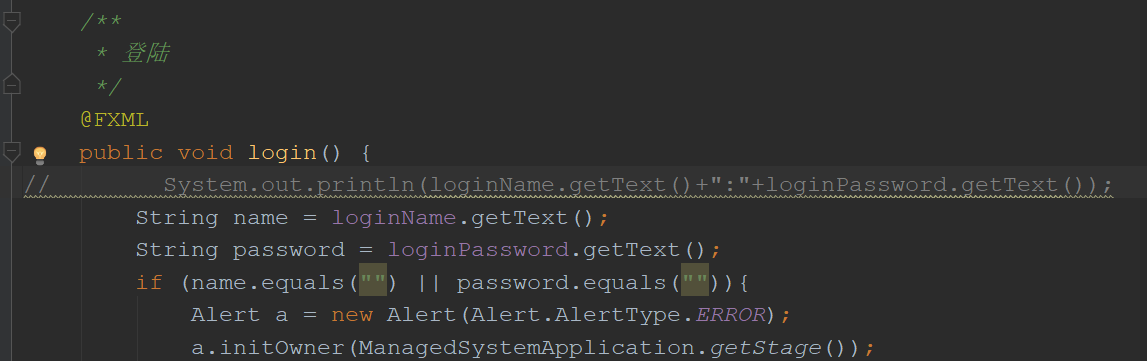 /**
* 登陆
*/
@FXML
public void login() {
// System.out.println(loginName.getText()+":"+loginPassword.getText());
String name = loginName.getText();
String password = loginPassword.getText();
if (name.equals("") || password.equals("")){
Alert a = new Alert(Alert.AlertType.ERROR);
a.initOwner(ManagedSystemApplication.getStage());